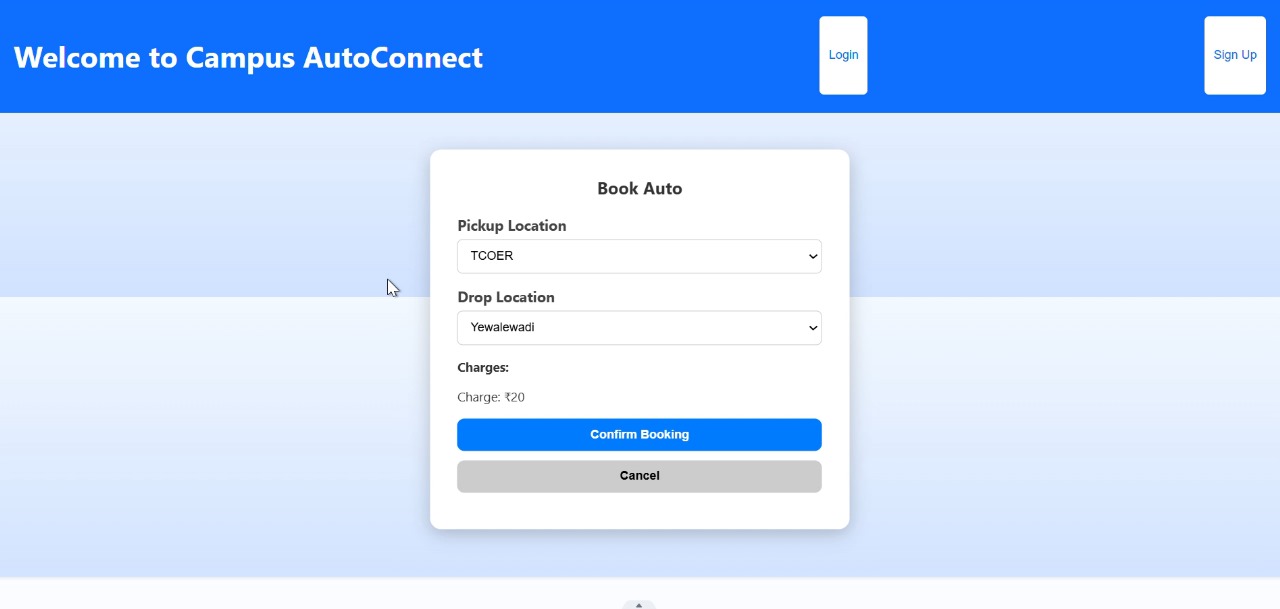 Welcome to Campus AutoConnect
Login
Sign Up
Book Auto
Pickup Location
TCOER
Drop Location
Yewalewadi
Charges:
Charge: ₹20
Confirm Booking
Cancel